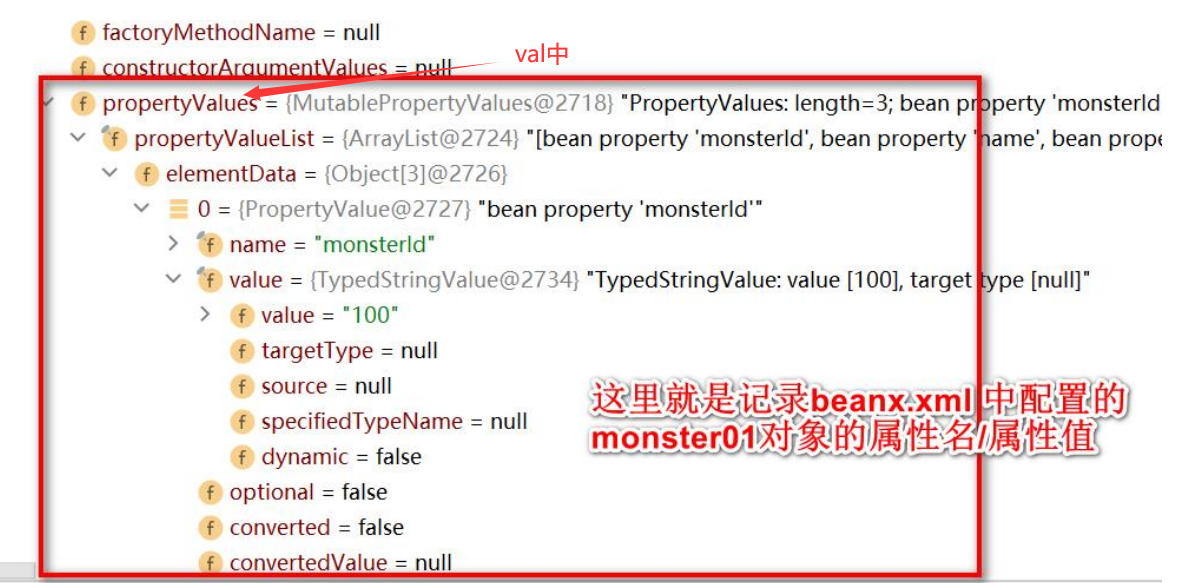 factoryMethodName = null
val中
constructorArgumentValues = null
propertyValues = {MutablePropertyValues@2718} "PropertyValues: length=3; bean property 'monsterId
propertyValueList = {ArrayList@2724} "[bean property 'monsterId', bean property 'name', bean prope
elementData = {Object[3]@2726}
0 = {PropertyValue@2727} "bean property 'monsterId'"
name = "monsterId"
value = {TypedStringValue@2734} "TypedStringValue: value [100], target type [null]"
value = "100"
targetType = null
source = null
这里就是记录beanx.xml 中配置的
specifiedTypeName = null
monster01对象的属性名/属性值
dynamic = false
optional = false
converted = false
convertedValue = null